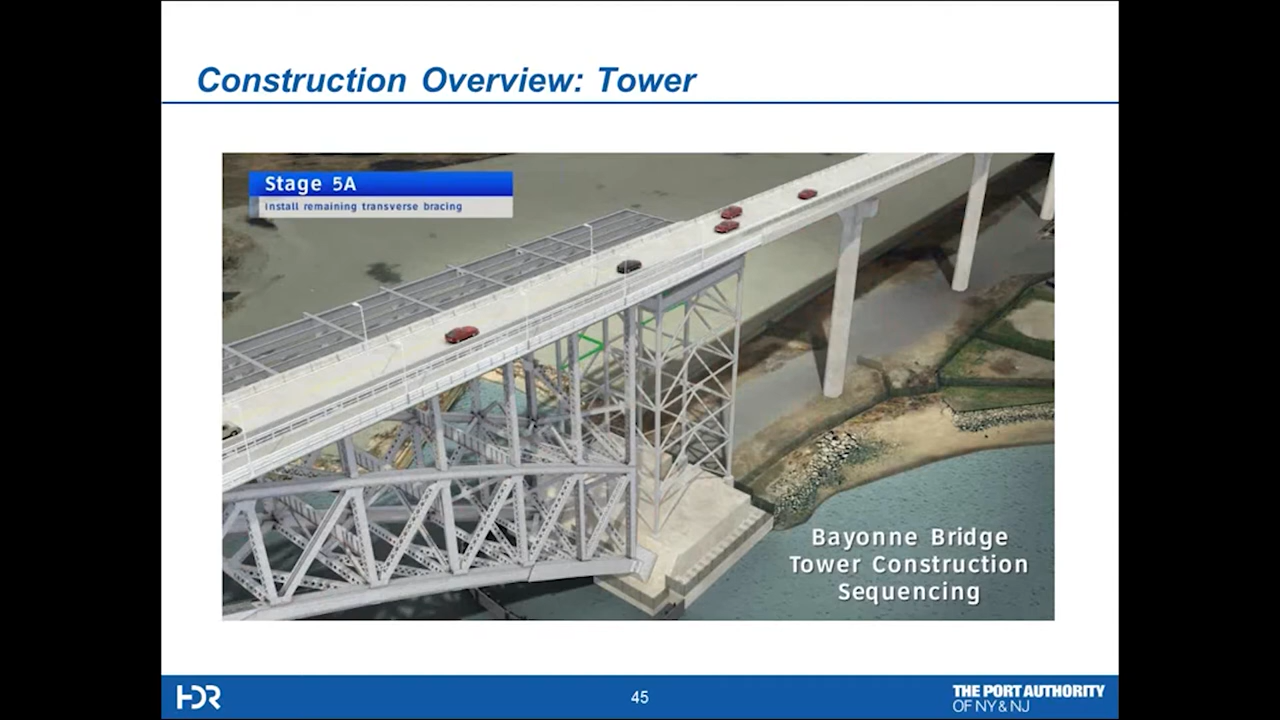 Construction Overview: Tower
Stage 5A
Install remaining transverse bracing
Bayonne Bridge
Tower Construction
Sequencing
HDR
45
THE PORT AUTHORITY
OF NY & NJ